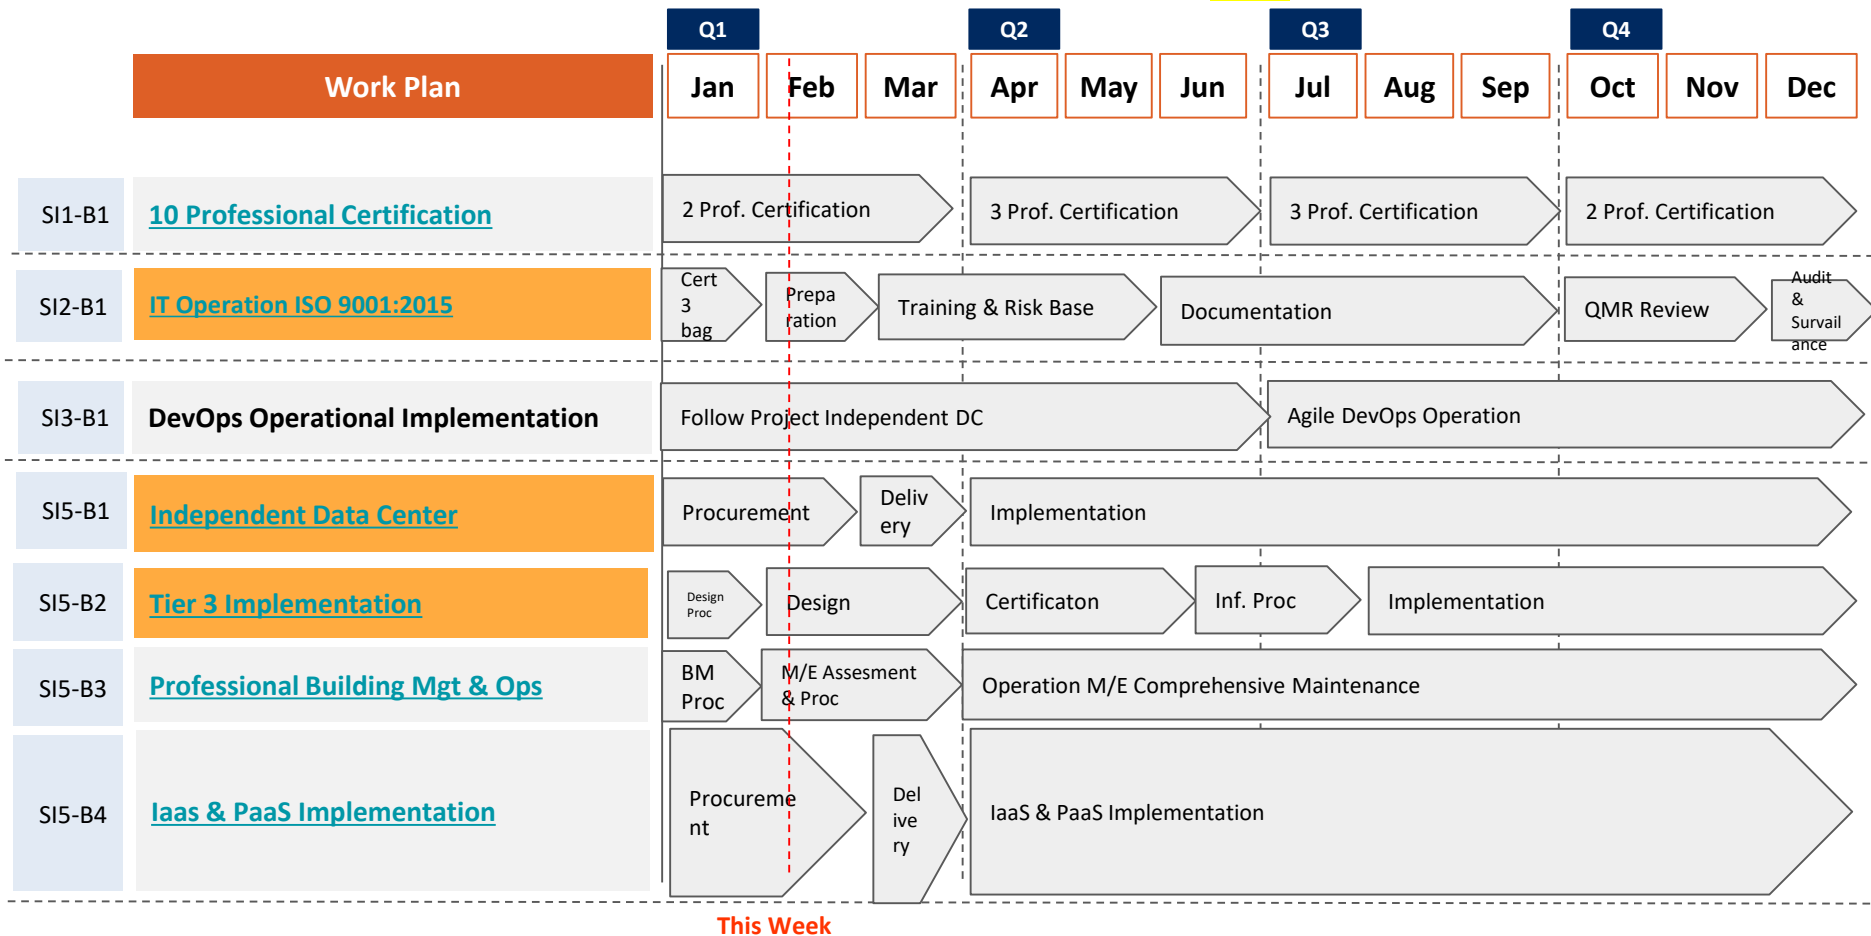 Q1
Q2
Q3
Q4
Work Plan
Jan
Feb
Mar
Apr
May
Jun
Jul
Aug
Sep
Oct
Nov
Dec
SI1-B1
10 Professional Certification
2 Prof. Certification
3 Prof. Certification
3 Prof. Certification
2 Prof. Certification
SI2-B1
IT Operation ISO 9001:2015
Cert
3
bag
Prepa
ration
Training & Risk Base
Documentation
QMR Review
Audit
&
Survail
ance
SI3-B1
DevOps Operational Implementation
Follow Project Independent DC
Agile DevOps Operation
SI5-B1
Independent Data Center
Procurement
Deliv
ery
Implementation
SI5-B2
Tier 3 Implementation
Design
Proc
Design
Certificaton
Inf. Proc
Implementation
SI5-B3
Professional Building Mgt & Ops
BM
Proc
M/E Assesment
& Proc
Operation M/E Comprehensive Maintenance
SI5-B4
Iaas & PaaS Implementation
Procureme
nt
Del
ive
ry
IaaS & PaaS Implementation
This Week